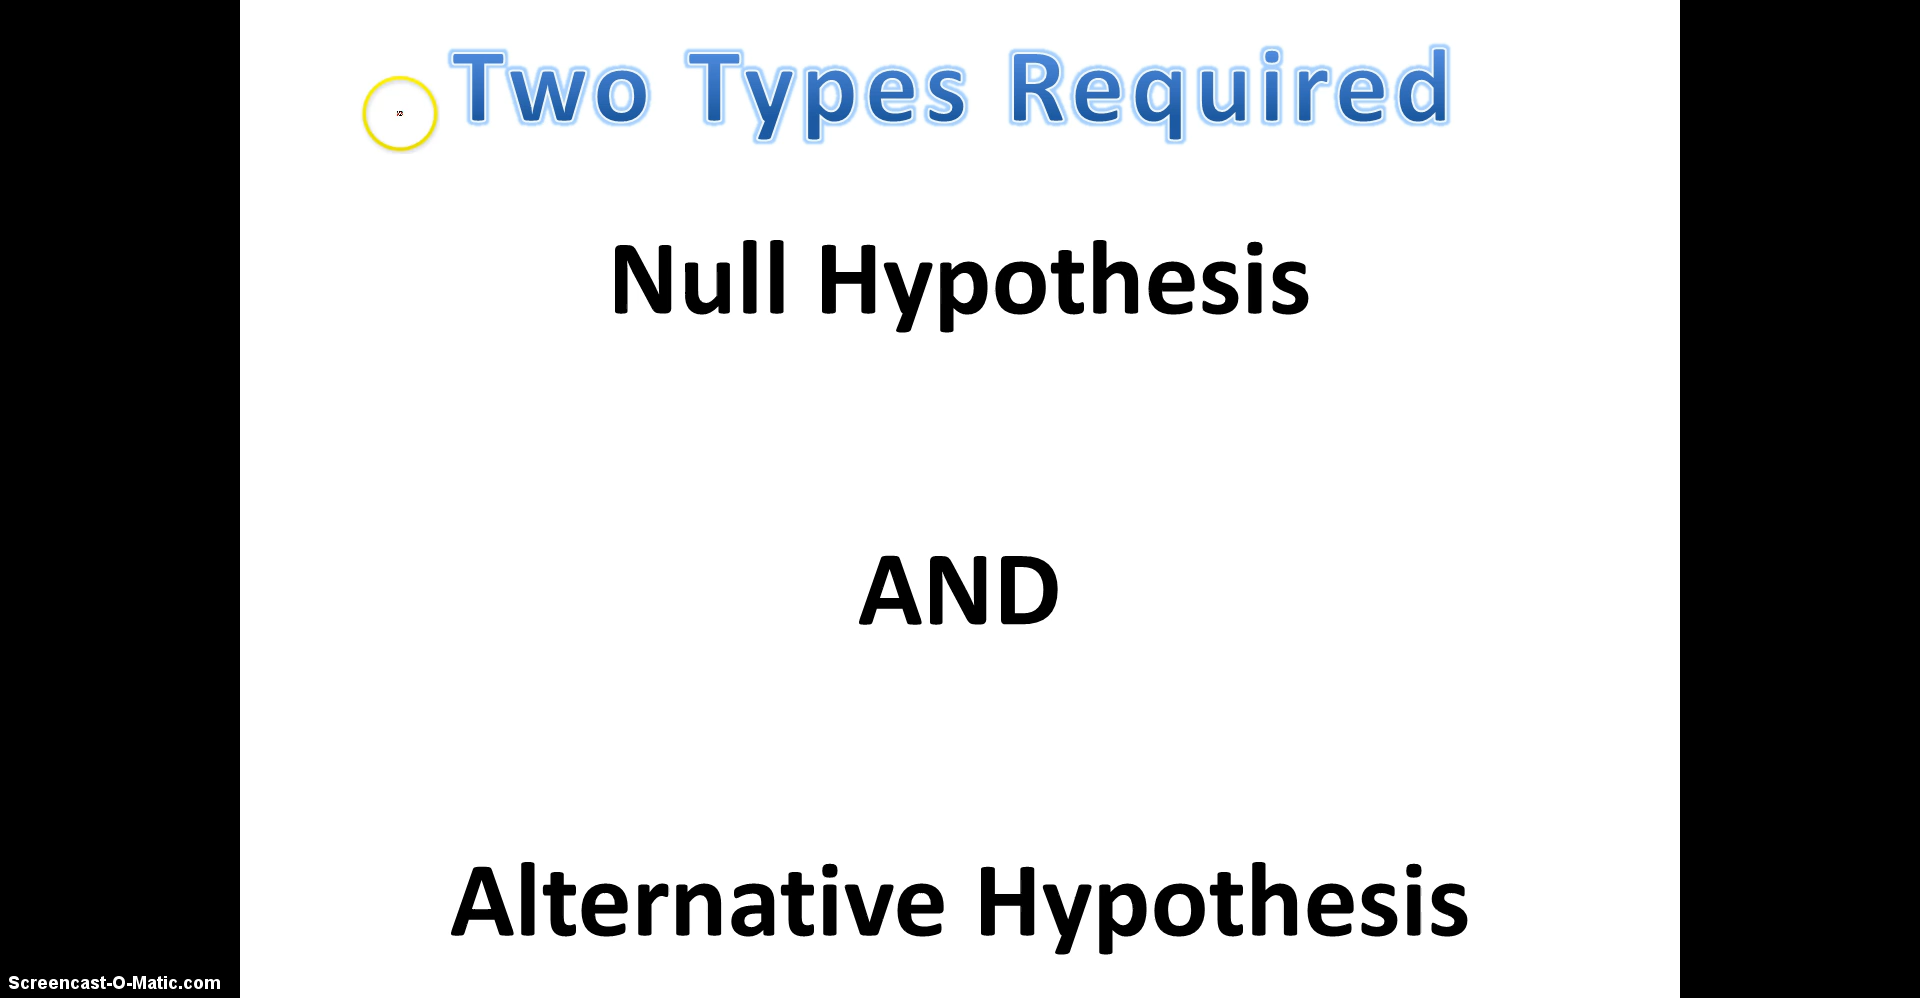 Two Types Required
Null Hypothesis
AND
Alternative Hypothesis
Screencast-O-Matic.com